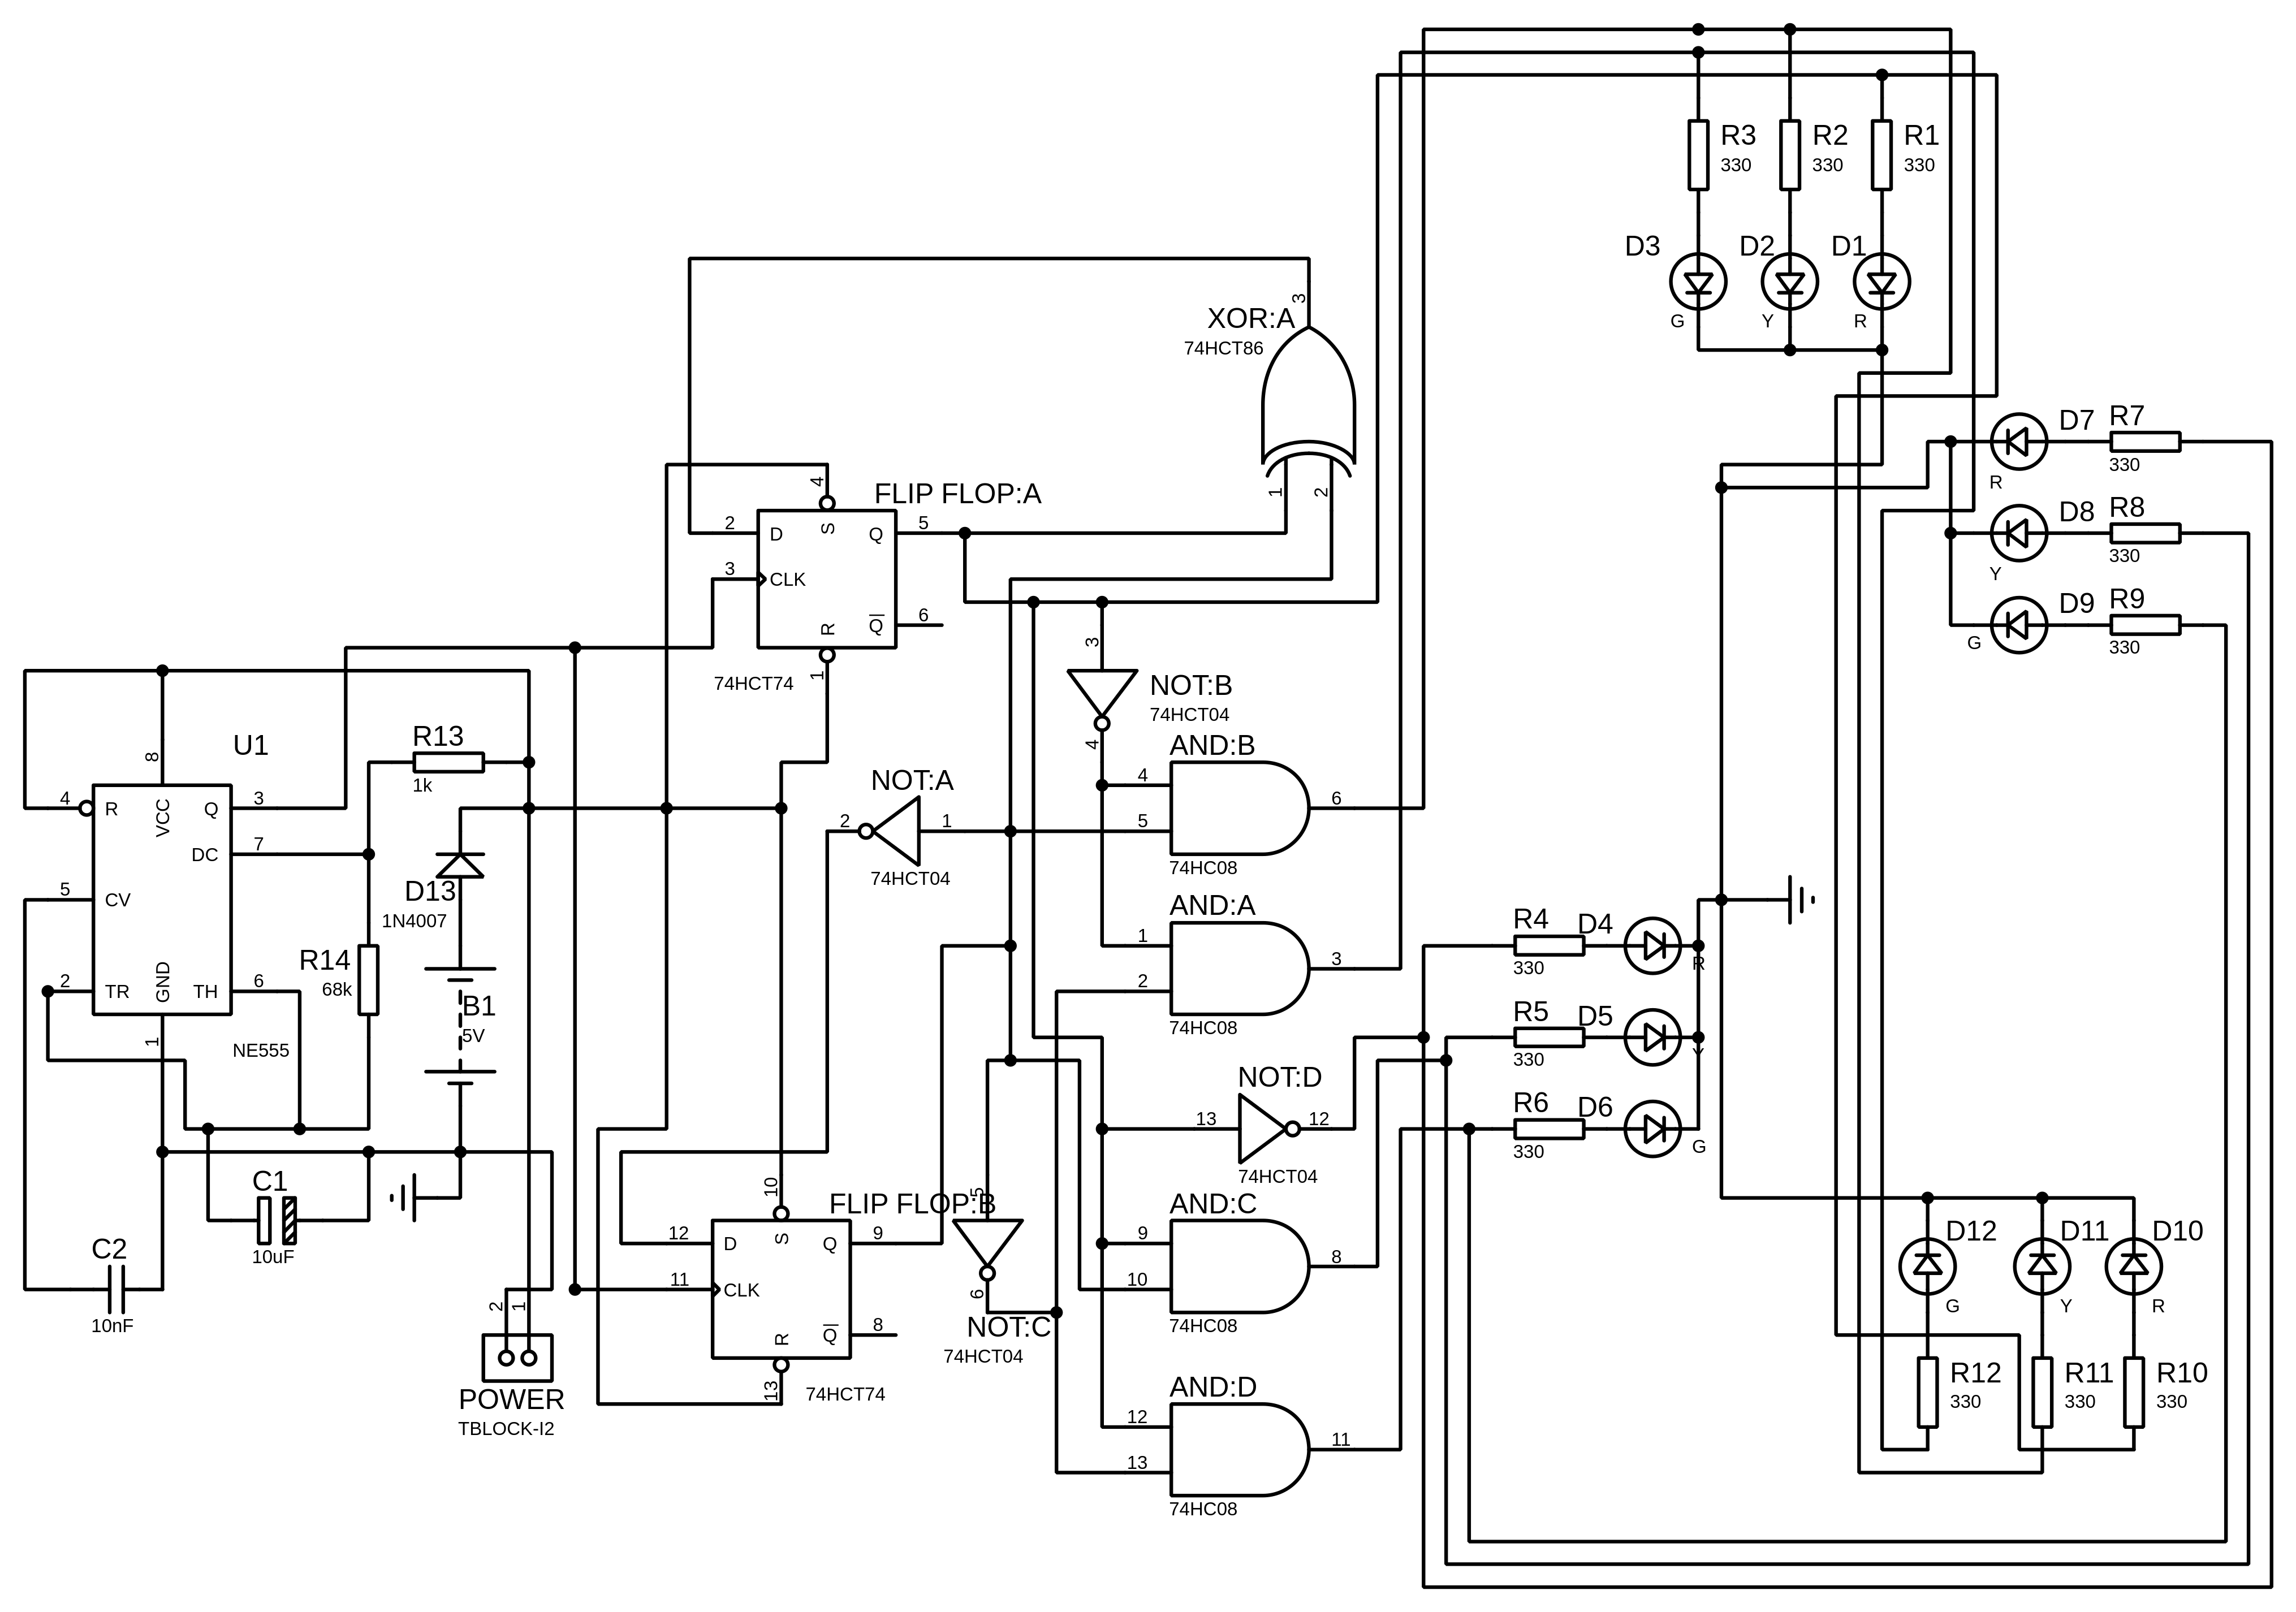 R3
330
R2
330
R1
330
D3
D2
D1
G
Y
R
3
XOR:A
74HCT86
1
2
4
FLIP FLOP:A
2
D
S
Q
5
3
CLK
R
Q
6
1
74HCT74
D7
R7
330
R
D8
R8
330
Y
D9
R9
330
G
3
NOT:B
74HCT04
4
U1
8
R13
1k
4
R
VCC
Q
3
DC
7
5
CV
2
TR
GND
TH
6
1
NE555
D13
1N4007
R14
68k
B1
5V
NOT:A
2
1
74HCT04
AND:B
4
5
6
74HC08
AND:A
1
2
3
74HC08
R4
330
D4
R
R5
330
D5
Y
R6
330
D6
G
NOT:D
13
12
74HCT04
C1
10uF
C2
10nF
2
1
POWER
TBLOCK-I2
10
FLIP FLOP:B
12
D
S
Q
9
11
CLK
R
Q
8
13
74HCT74
5
6
NOT:C
74HCT04
AND:C
9
10
8
74HC08
AND:D
12
13
11
74HC08
D12
G
D11
Y
D10
R
R12
330
R11
330
R10
330